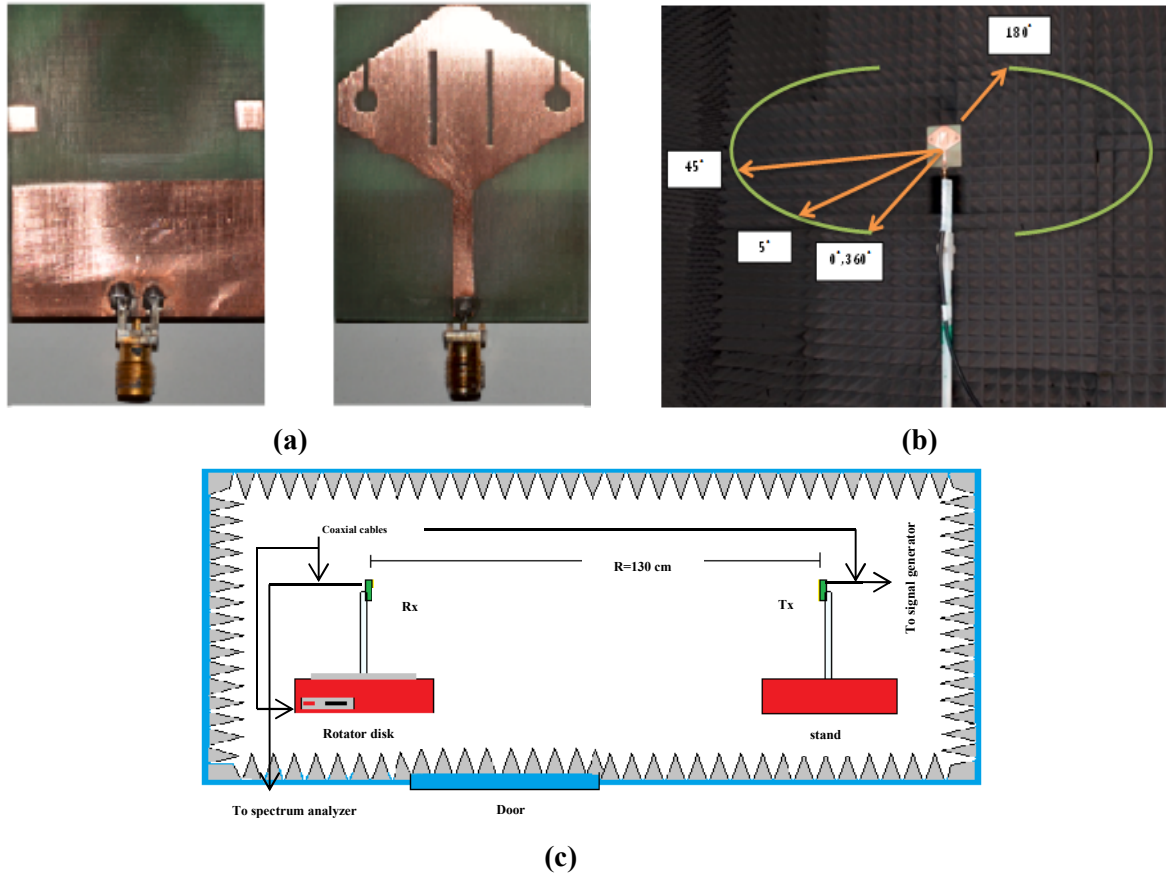 180°
45°
5°
0°,360°
(a)
(b)
Coaxial cables
R=130 cm
Rx
Tx
To signal generator
Rotator disk
stand
To spectrum analyzer
Door
(c)